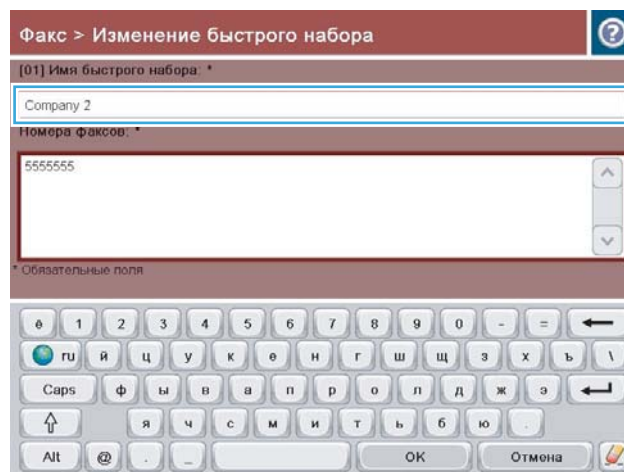 Факс > Изменение быстрого набора
[01] Имя быстрого набора: *
Company 2
Номера факсов: *
5555555
* Обязательные поля
ё 1 2 3 4 5 6 7 8 9 0 - =
ru й ц у к е н г ш щ з х ъ \
Caps ф ы в а п р о л д ж э
я ч с м и т ь б ю .
Alt @ . _ OK Отмена